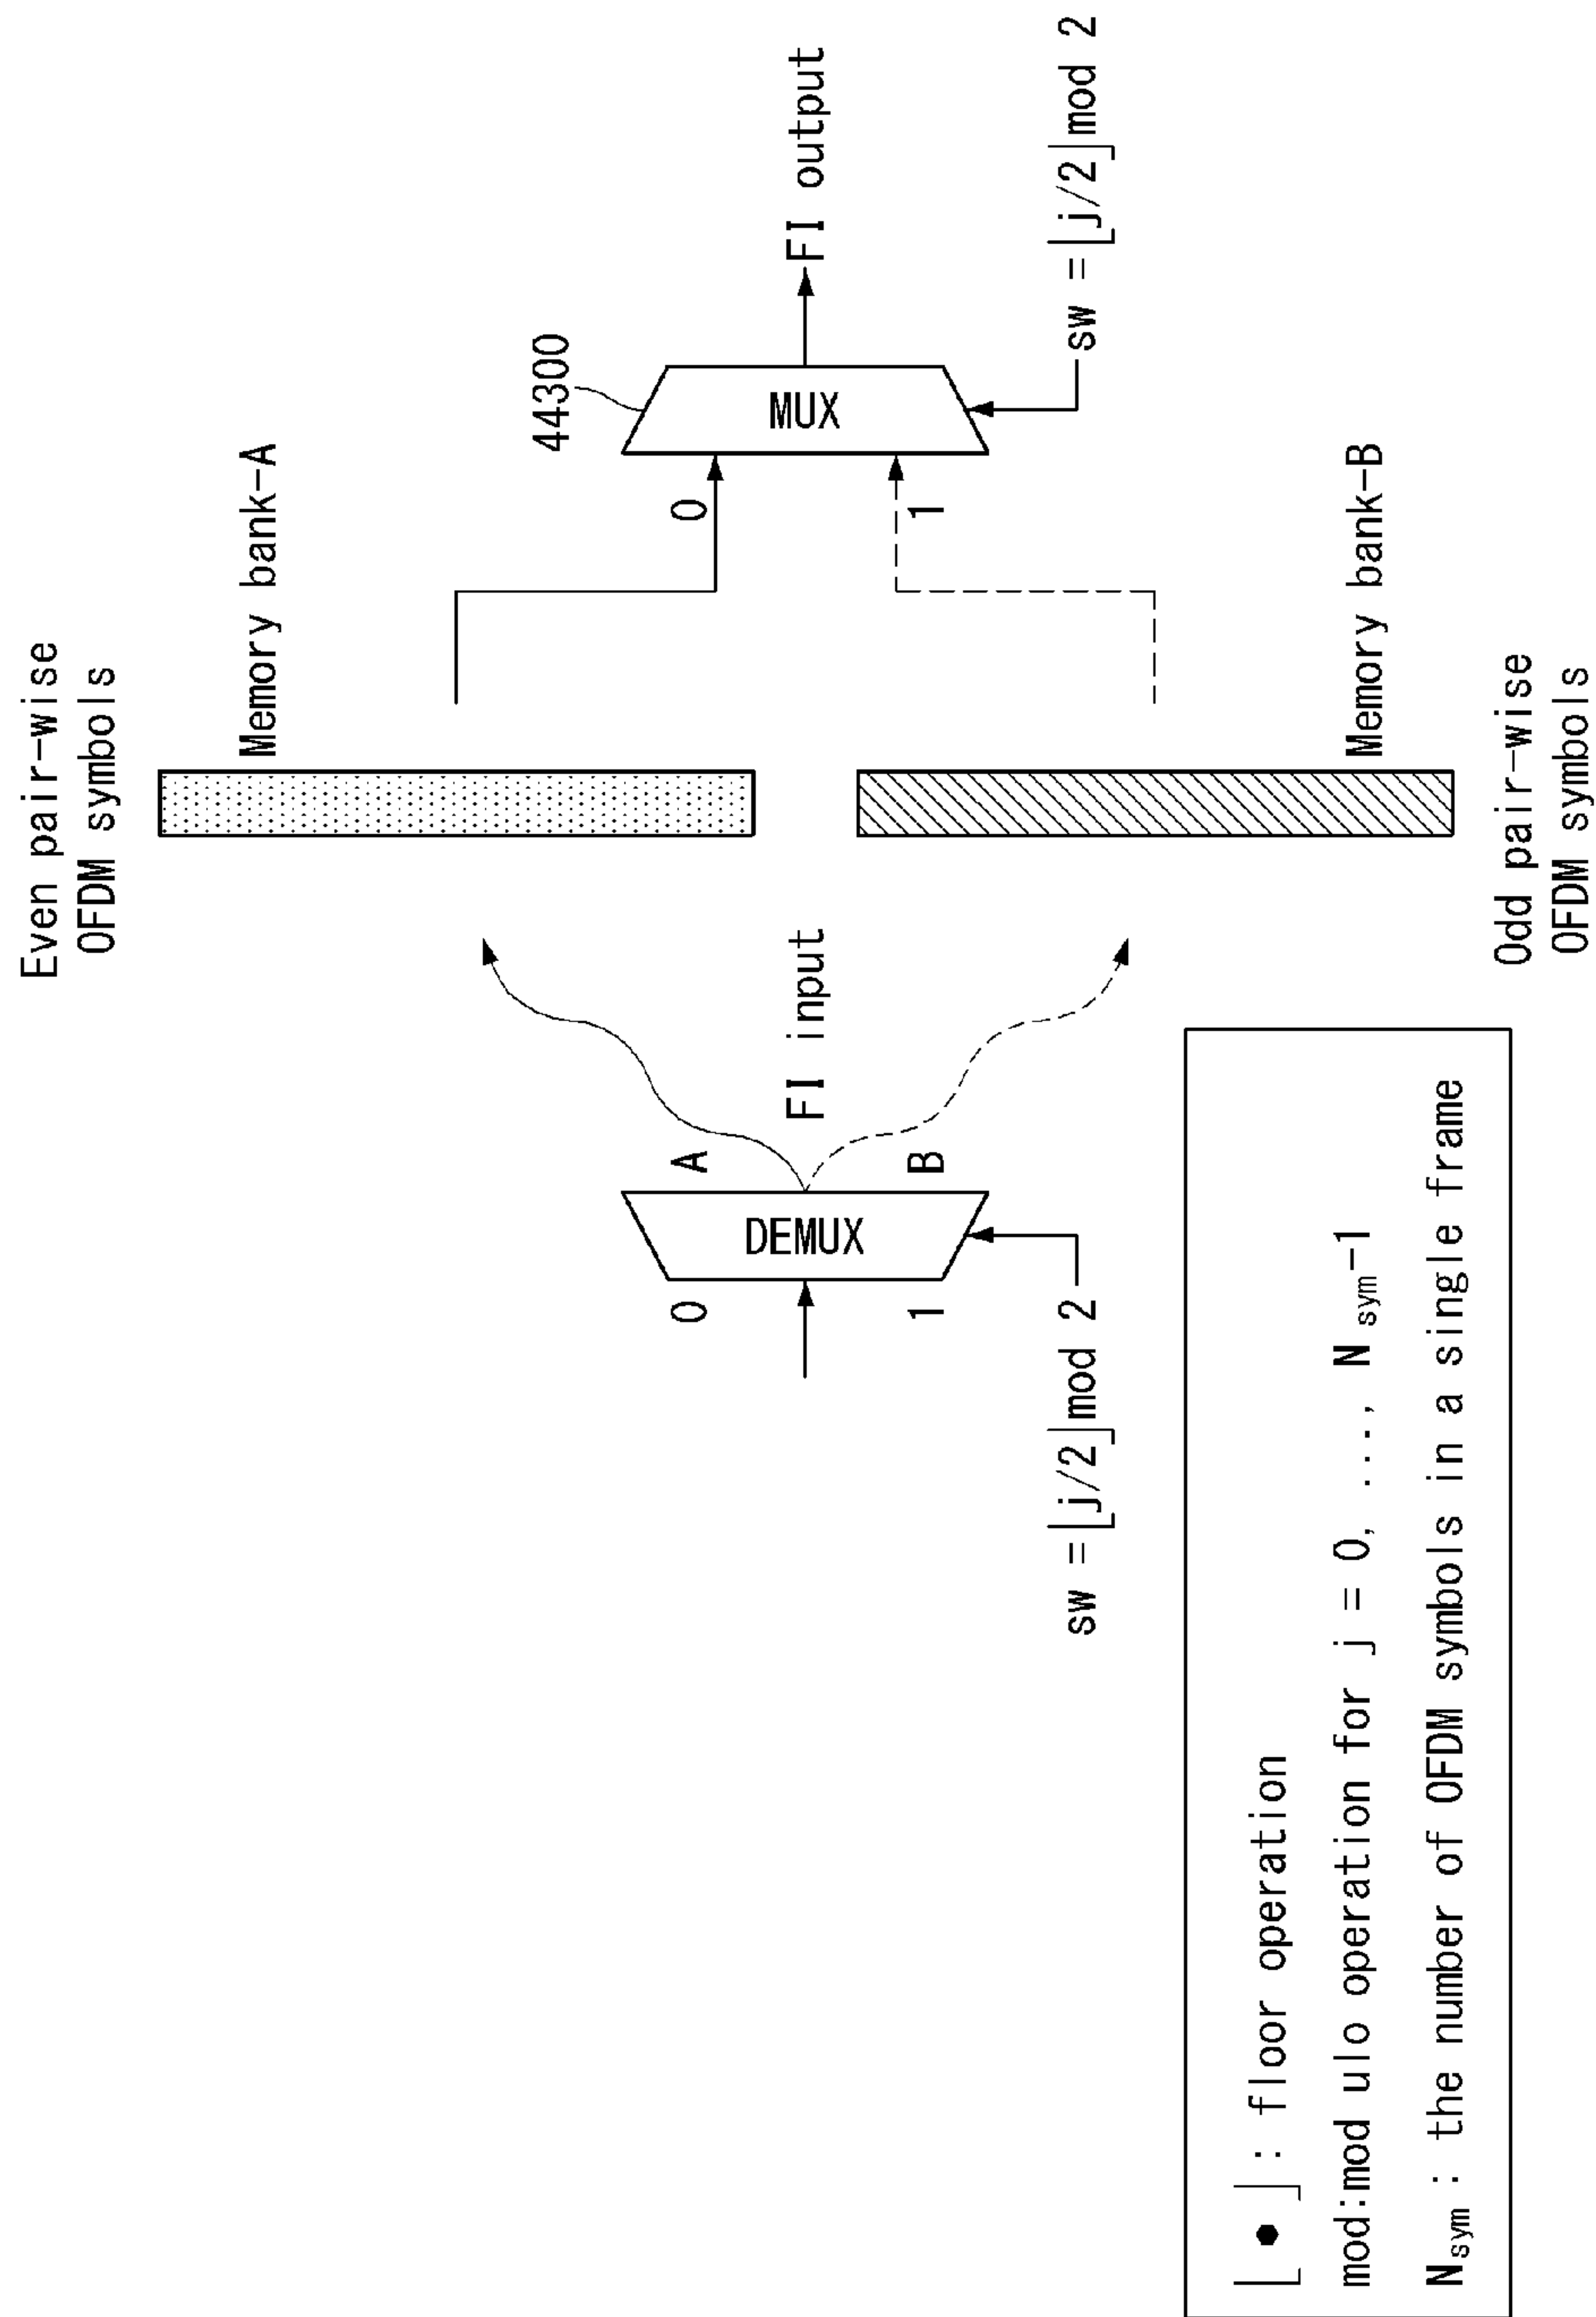 Even pair-wise
OFDM symbols
Memory bank-A
0
A
0
44300
DEMUX
FI input
MUX
FI output
1
B
1
sw = ⌊j/2⌋mod 2
sw = ⌊j/2⌋mod 2
Memory bank-B
Odd pair-wise
OFDM symbols
⌊ ● ⌋ : floor operation
mod:mod ulo operation for j = 0, ..., N sym-1
Nsym : the number of OFDM symbols in a single frame